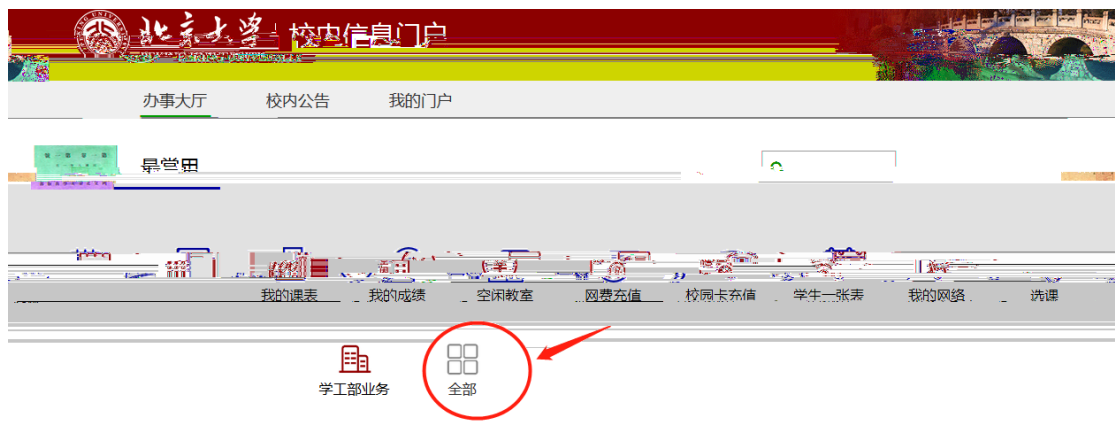 北京大学 校内信息门户
办事大厅 校内公告 我的门户
最常用
我的课表 我的成绩 空闲教室 网费充值 校园卡充值 学生一张表 我的网络 选课
学工部业务 全部